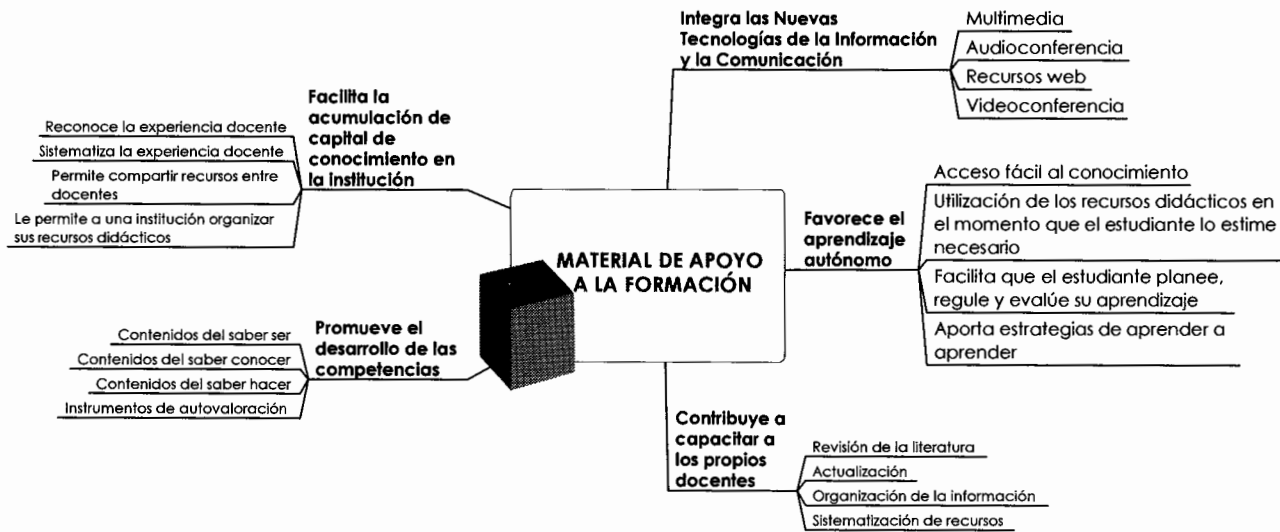 Integra las Nuevas
Tecnologías de la Información
y la Comunicación
Multimedia
Audioconferencia
Recursos web
Videoconferencia
Facilita la
acumulación de
capital de
conocimiento en
la institución
Reconoce la experiencia docente
Sistematiza la experiencia docente
Permite compartir recursos entre
docentes
Le permite a una institución organizar
sus recursos didácticos
MATERIAL DE APOYO
A LA FORMACIÓN
Favorece el
aprendizaje
autónomo
Acceso fácil al conocimiento
Utilización de los recursos didácticos en
el momento que el estudiante lo estime
necesario
Facilita que el estudiante planee,
regule y evalúe su aprendizaje
Aporta estrategias de aprender a
aprender
Promueve el
desarrollo de las
competencias
Contenidos del saber ser
Contenidos del saber conocer
Contenidos del saber hacer
Instrumentos de autovaloración
Contribuye a
capacitar a
los propios
docentes
Revisión de la literatura
Actualización
Organización de la información
Sistematización de recursos